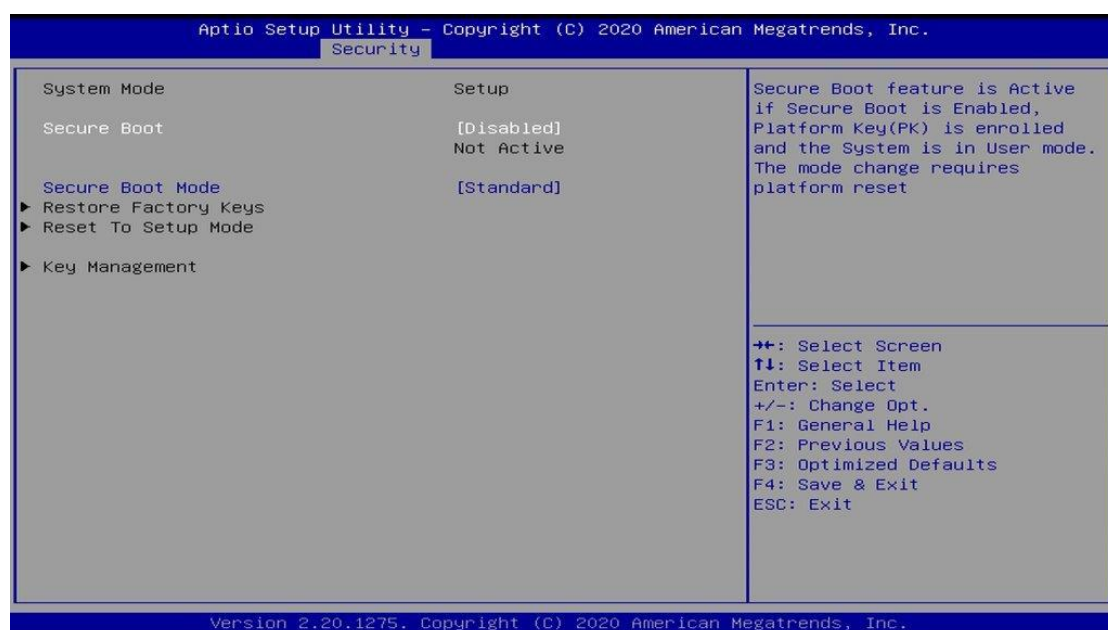 Aptio Setup Utility – Copyright (C) 2020 American Megatrends, Inc.
Security
System Mode Setup
Secure Boot [Disabled]
Not Active
Secure Boot Mode [Standard]
▶ Restore Factory Keys
▶ Reset To Setup Mode
▶ Key Management
Secure Boot feature is Active
if Secure Boot is Enabled,
Platform Key(PK) is enrolled
and the System is in User mode.
The mode change requires
platform reset
→←: Select Screen
↑↓: Select Item
Enter: Select
+/-: Change Opt.
F1: General Help
F2: Previous Values
F3: Optimized Defaults
F4: Save & Exit
ESC: Exit
Version 2.20.1275. Copyright (C) 2020 American Megatrends, Inc.